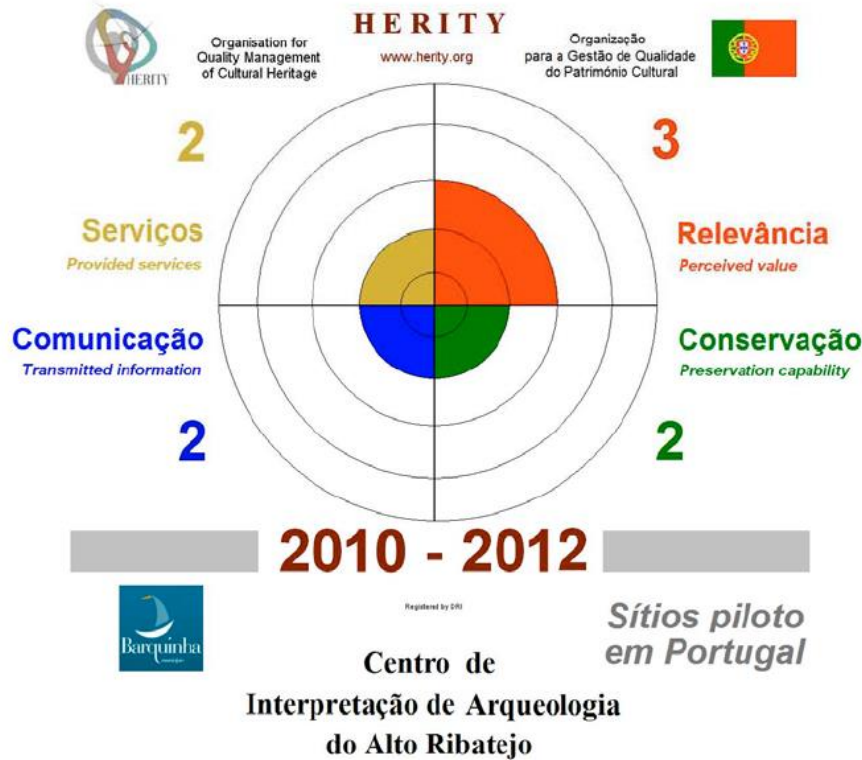 HERITY
Organisation for
Quality Management
of Cultural Heritage
HERITY
www.herity.org
Organização
para a Gestão de Qualidade
do Património Cultural
2
3
Serviços
Provided services
Relevância
Perceived value
Comunicação
Transmitted information
Conservação
Preservation capability
2
2
2010 - 2012
Barquinha
município
Registered by DRI
Sítios piloto
em Portugal
Centro de
Interpretação de Arqueologia
do Alto Ribatejo